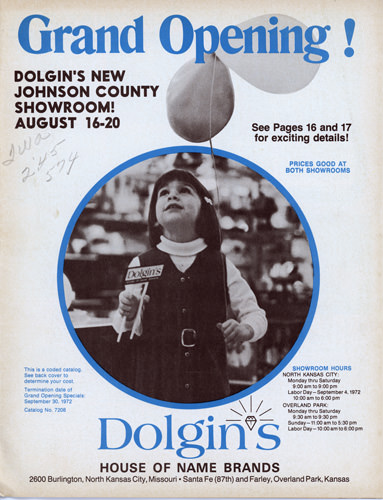 Grand Opening!
DOLGIN'S NEW
JOHNSON COUNTY
SHOWROOM!
AUGUST 16-20
See Pages 16 and 17
for exciting details!
PRICES GOOD AT
BOTH SHOWROOMS
2:45
574
Dolgin's
This is a coded catalog.
See back cover to
determine your cost.
Termination date of
Grand Opening Specials:
September 30, 1972
Catalog No. 7208
SHOWROOM HOURS
NORTH KANSAS CITY:
Monday thru Saturday
9:00 am to 9:00 pm
Labor Day—September 4, 1972
10:00 am to 6:00 pm
OVERLAND PARK:
Monday thru Saturday
9:30 am to 9:30 pm
Sunday—11:00 am to 5:30 pm
Labor Day—10:00 am to 6:00 pm
Dolgin's
HOUSE OF NAME BRANDS
2600 Burlington, North Kansas City, Missouri • Santa Fe (87th) and Farley, Overland Park, Kansas